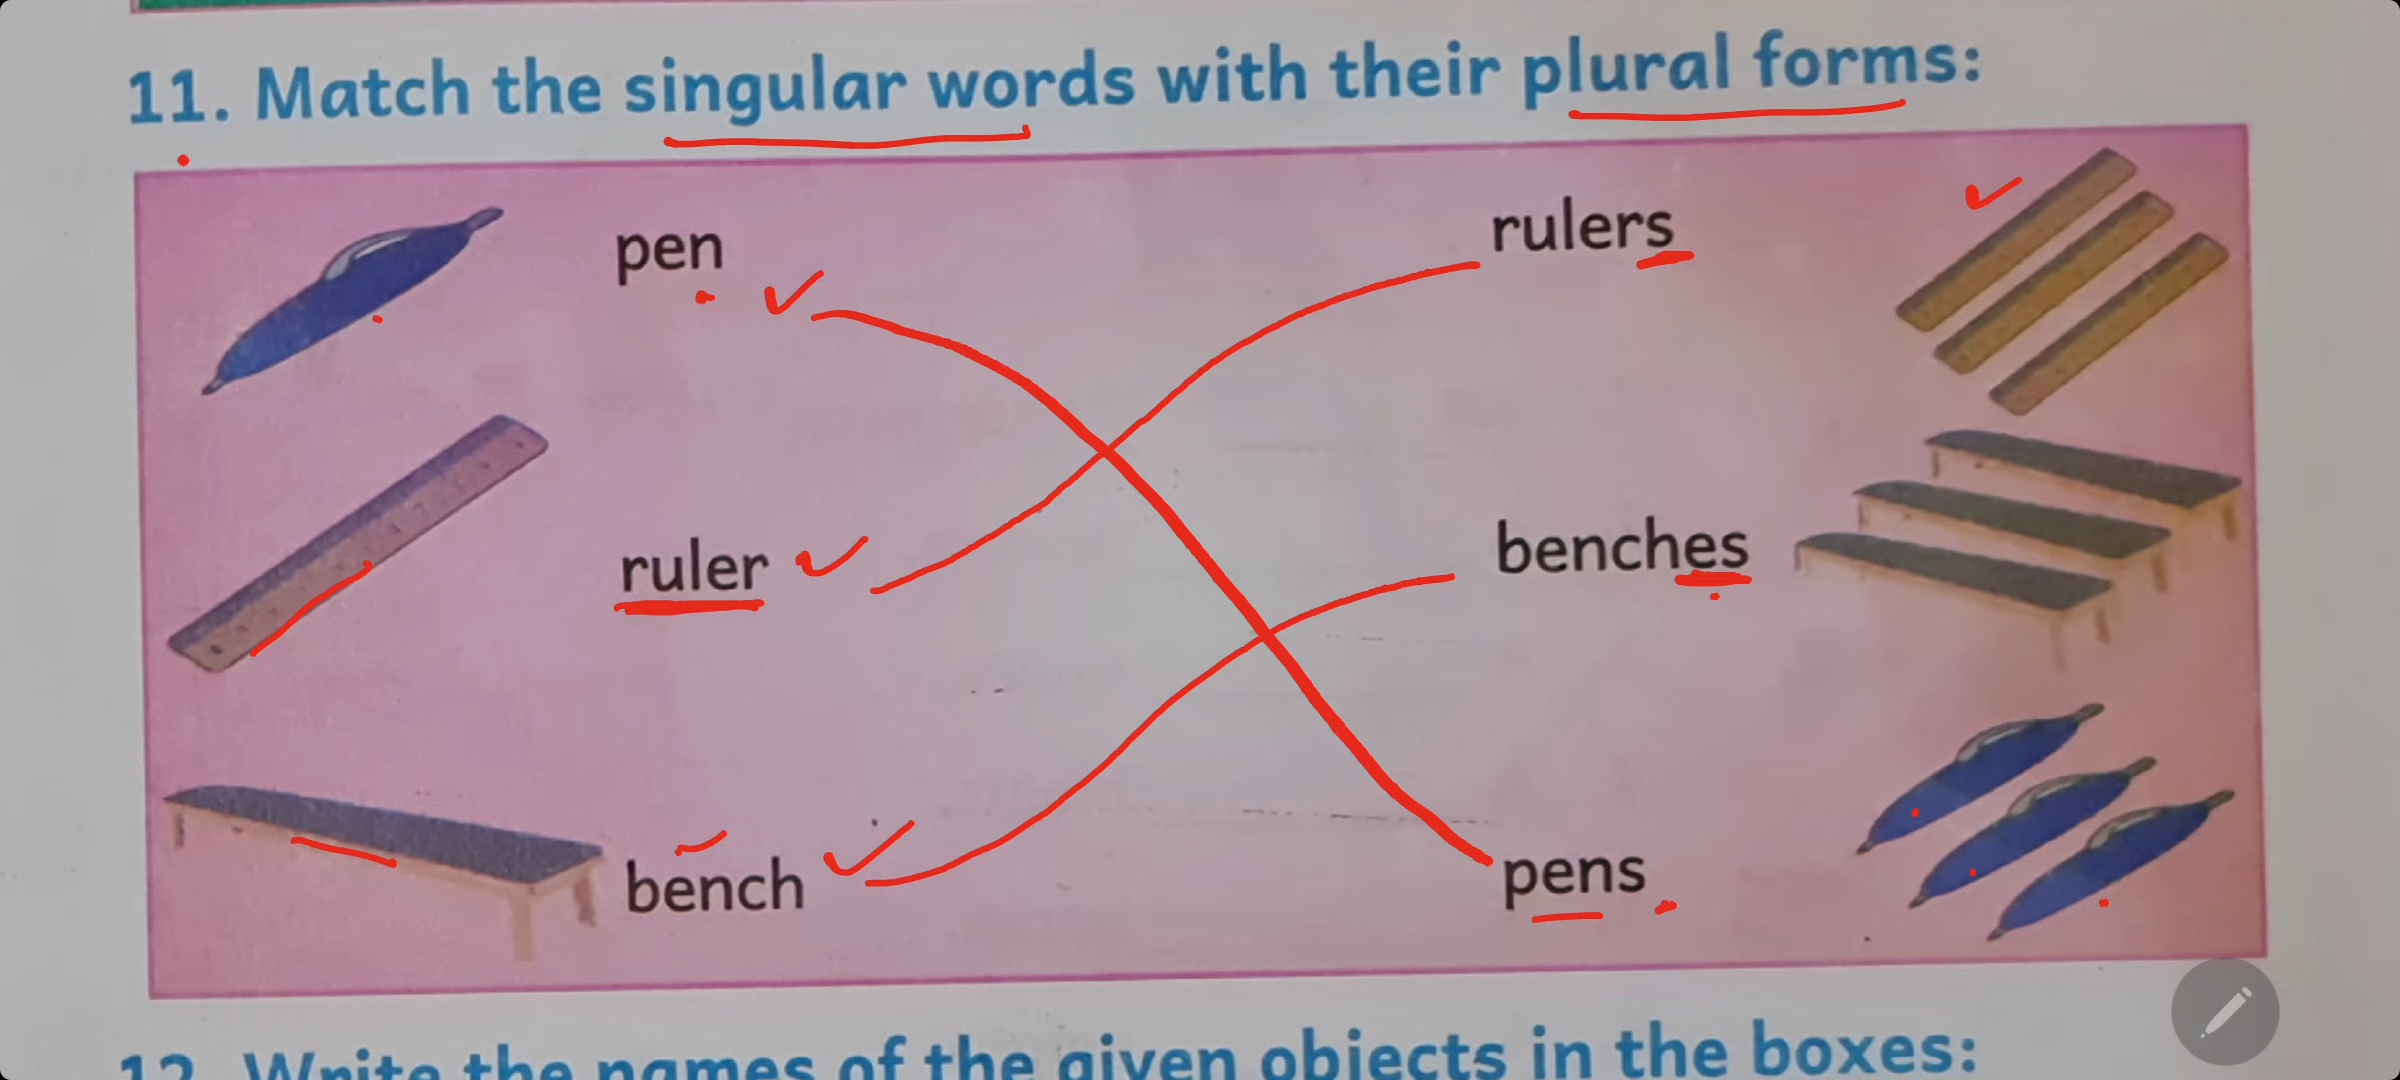 11. Match the singular words with their plural forms:
pen rulers
ruler benches
bench pens
12. Write the names of the given objects in the boxes: